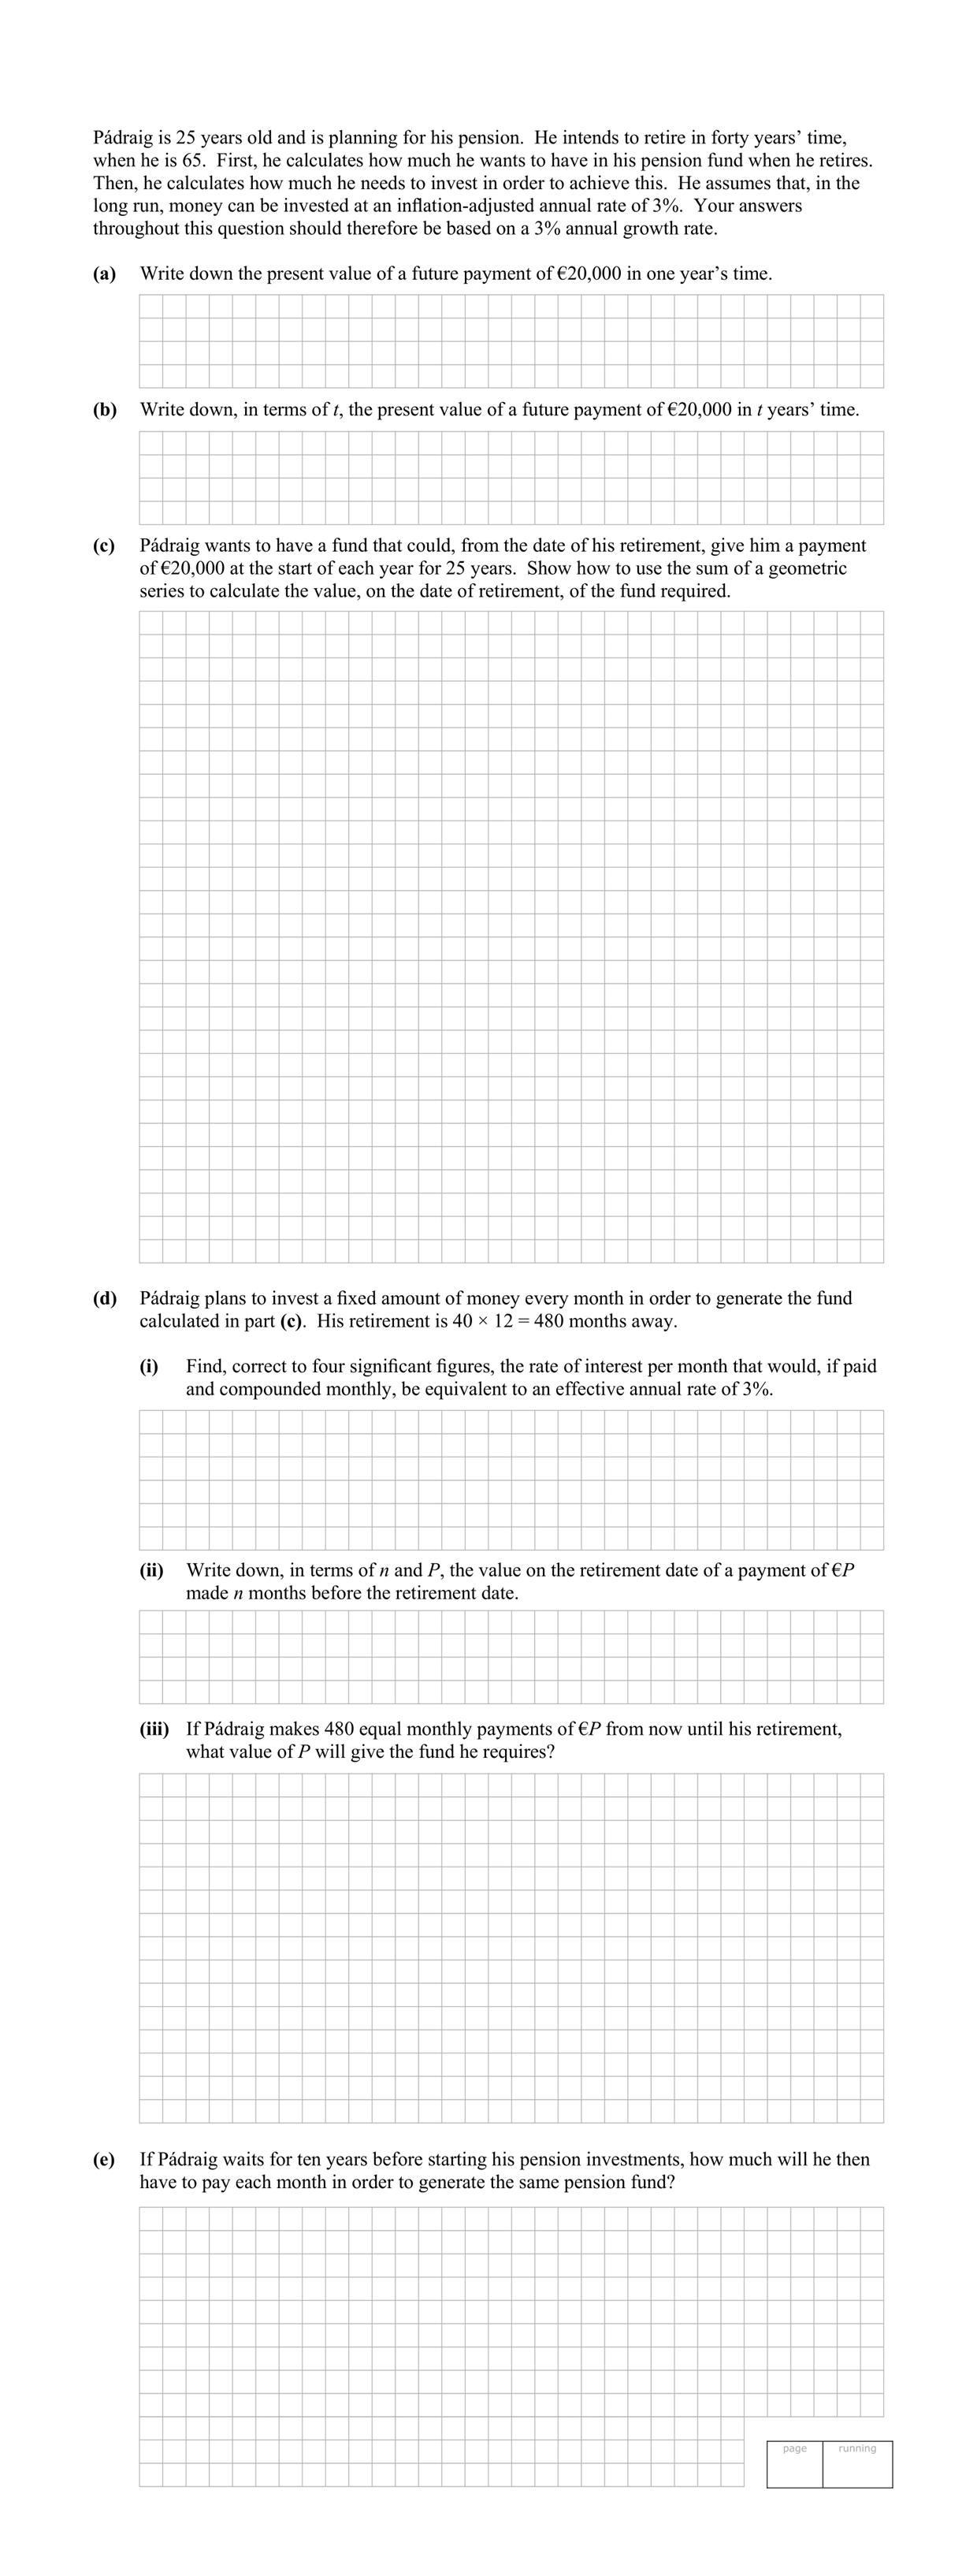 Pádraig is 25 years old and is planning for his pension. He intends to retire in forty years’ time,
when he is 65. First, he calculates how much he wants to have in his pension fund when he retires.
Then, he calculates how much he needs to invest in order to achieve this. He assumes that, in the
long run, money can be invested at an inflation-adjusted annual rate of 3%. Your answers
throughout this question should therefore be based on a 3% annual growth rate.
(a) Write down the present value of a future payment of €20,000 in one year’s time.
(b) Write down, in terms of t, the present value of a future payment of €20,000 in t years’ time.
(c) Pádraig wants to have a fund that could, from the date of his retirement, give him a payment
of €20,000 at the start of each year for 25 years. Show how to use the sum of a geometric
series to calculate the value, on the date of retirement, of the fund required.
(d) Pádraig plans to invest a fixed amount of money every month in order to generate the fund
calculated in part (c). His retirement is 40 × 12 = 480 months away.
(i) Find, correct to four significant figures, the rate of interest per month that would, if paid
and compounded monthly, be equivalent to an effective annual rate of 3%.
(ii) Write down, in terms of n and P, the value on the retirement date of a payment of €P
made n months before the retirement date.
(iii) If Pádraig makes 480 equal monthly payments of €P from now until his retirement,
what value of P will give the fund he requires?
(e) If Pádraig waits for ten years before starting his pension investments, how much will he then
have to pay each month in order to generate the same pension fund?
page running